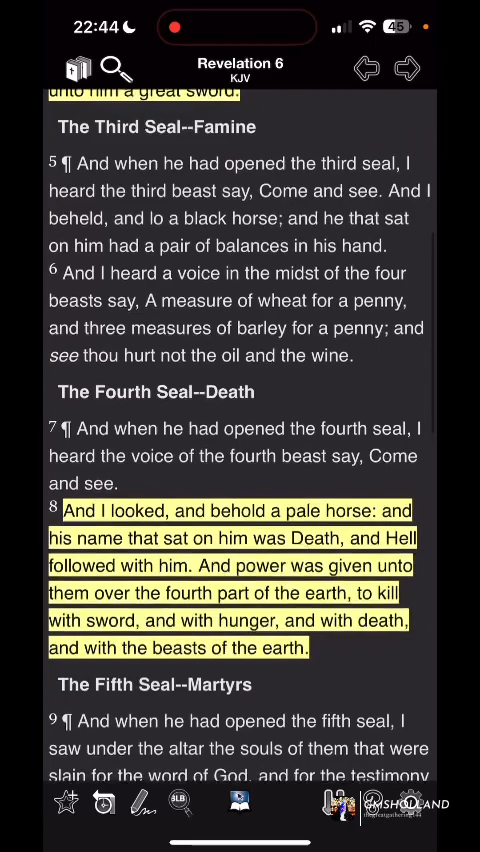 22:44
45
Revelation 6
KJV
unto him a great sword.
The Third Seal--Famine
5 ¶ And when he had opened the third seal, I
heard the third beast say, Come and see. And I
beheld, and lo a black horse; and he that sat
on him had a pair of balances in his hand.
6 And I heard a voice in the midst of the four
beasts say, A measure of wheat for a penny,
and three measures of barley for a penny; and
see thou hurt not the oil and the wine.
The Fourth Seal--Death
7 ¶ And when he had opened the fourth seal, I
heard the voice of the fourth beast say, Come
and see.
8 And I looked, and behold a pale horse: and
his name that sat on him was Death, and Hell
followed with him. And power was given unto
them over the fourth part of the earth, to kill
with sword, and with hunger, and with death,
and with the beasts of the earth.
The Fifth Seal--Martyrs
9 ¶ And when he had opened the fifth seal, I
saw under the altar the souls of them that were
slain for the word of God, and for the testimony
BLB
GMSHOLLAND
thegreatgathering144